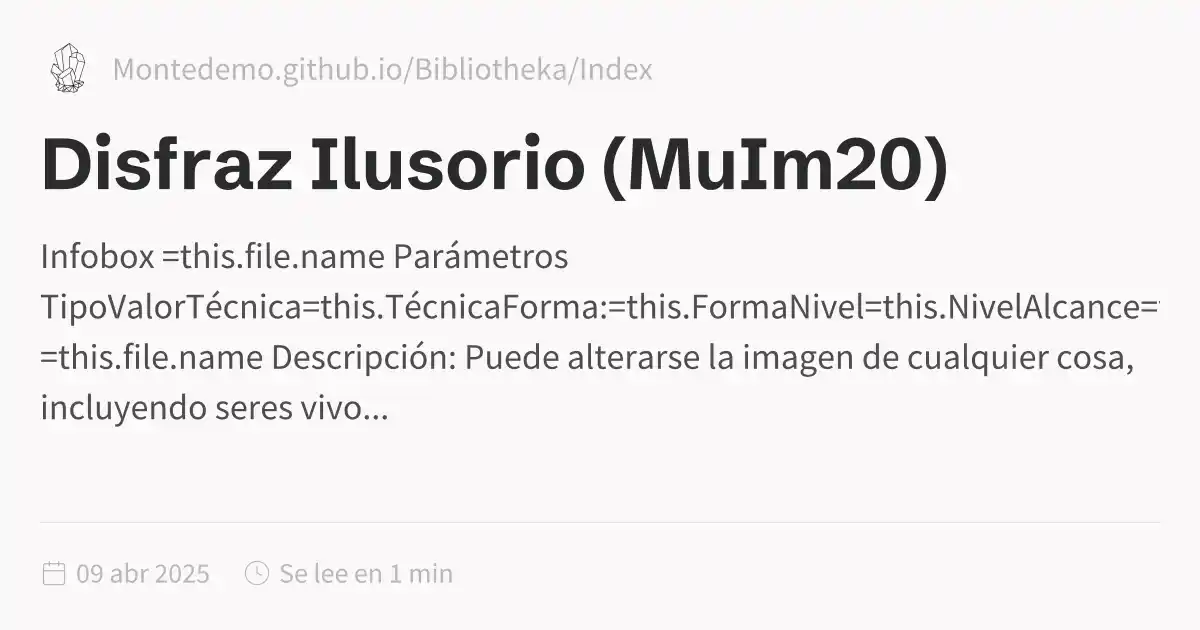 Montedemo.github.io/Bibliotheka/Index
Disfraz Ilusorio (MuIm20)
Infobox =this.file.name Parámetros
TipoValorTécnica=this.TécnicaForma:=this.FormaNivel=this.NivelAlcance=
=this.file.name Descripción: Puede alterarse la imagen de cualquier cosa,
incluyendo seres vivo...
09 abr 2025 Se lee en 1 min